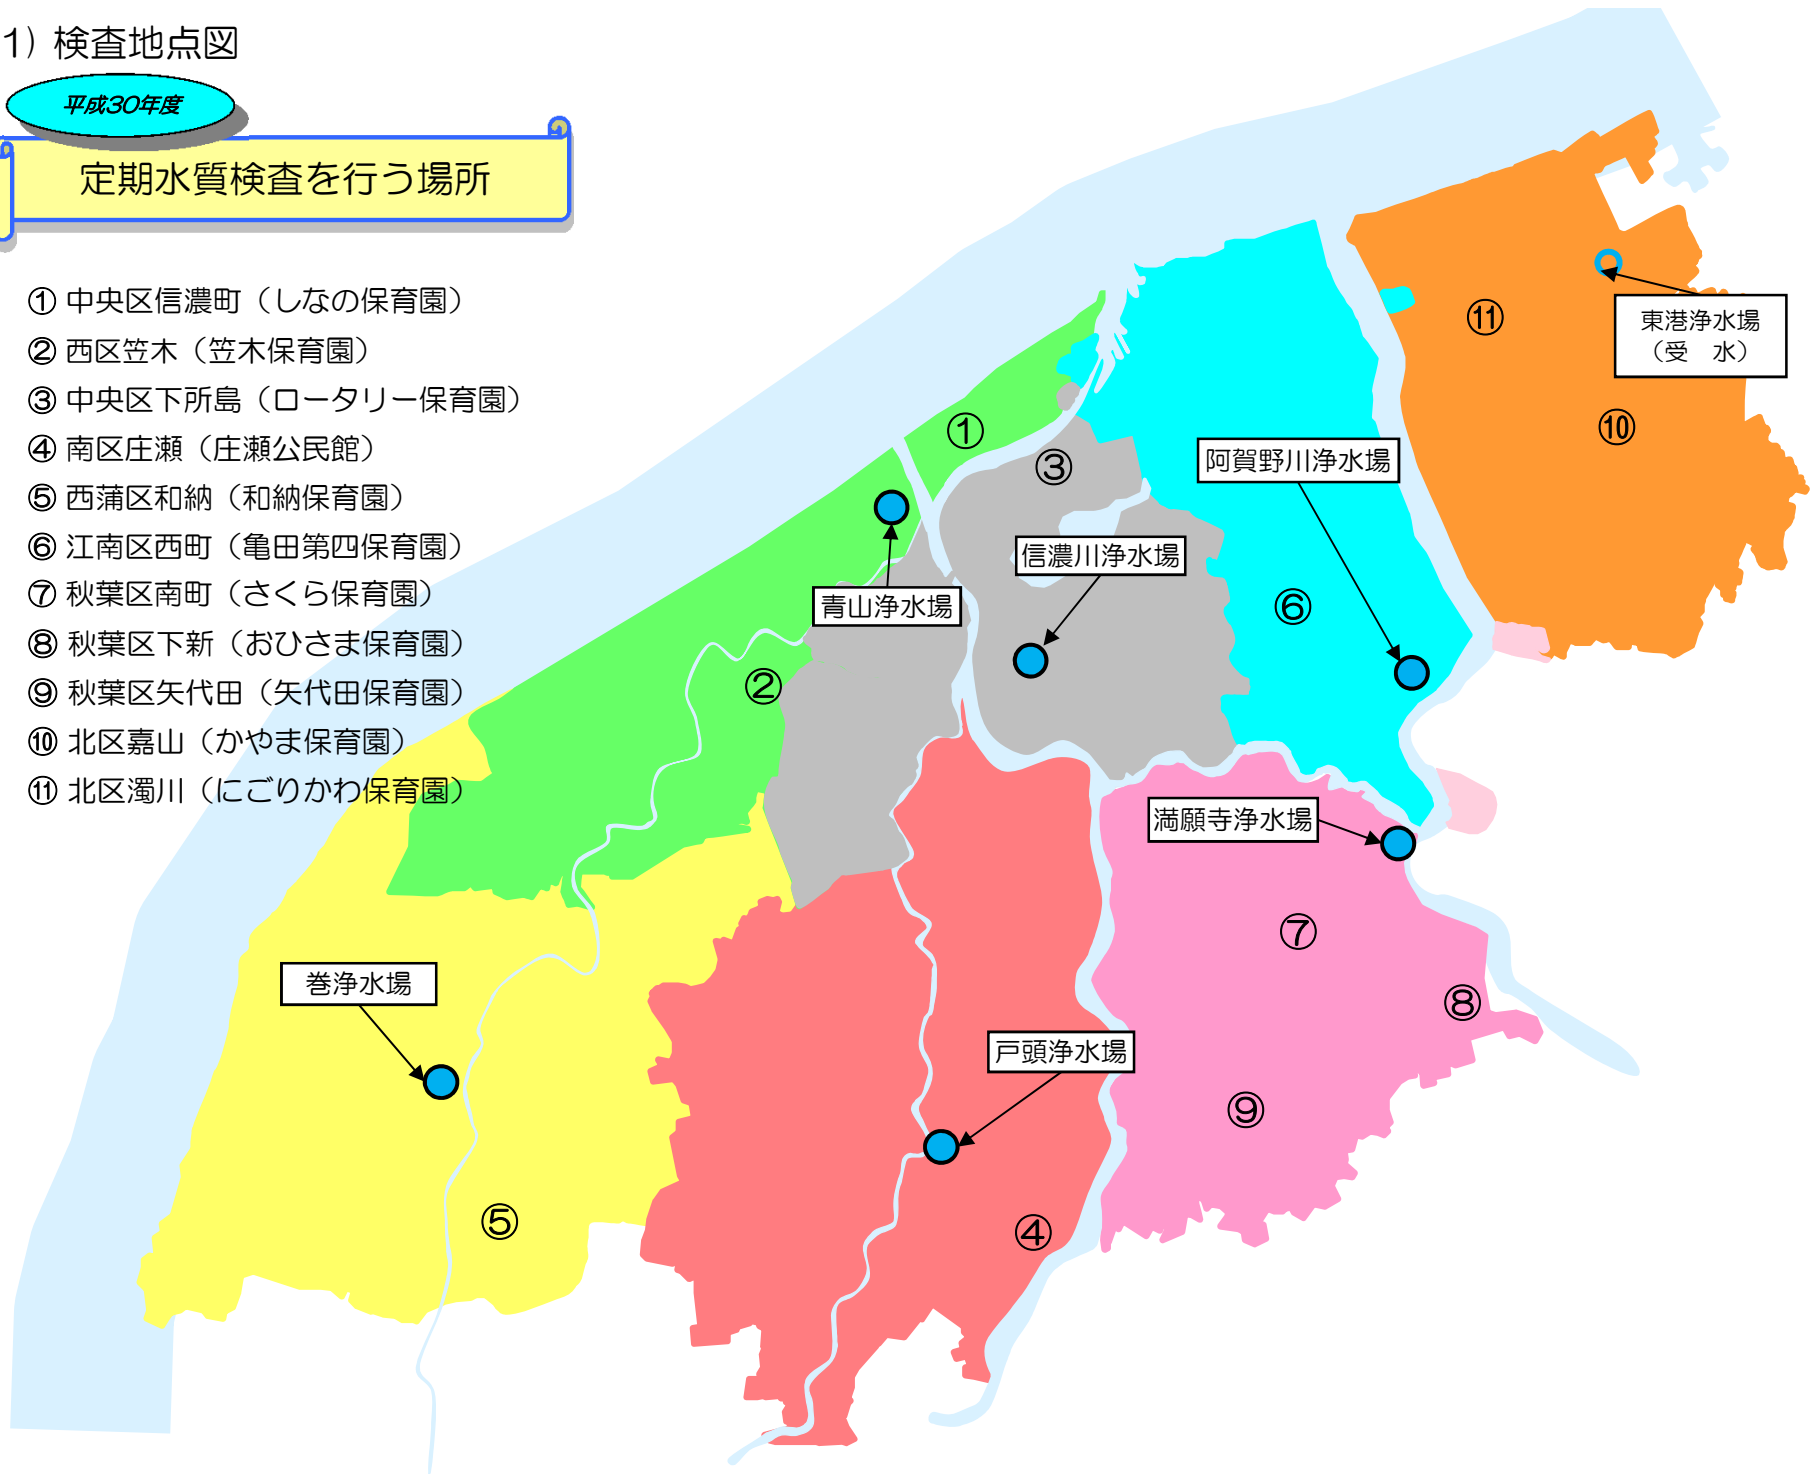 1) 検査地点図
平成30年度
定期水質検査を行う場所
① 中央区信濃町（しなの保育園）
② 西区笠木（笠木保育園）
③ 中央区下所島（ロータリー保育園）
④ 南区庄瀬（庄瀬公民館）
⑤ 西蒲区和納（和納保育園）
⑥ 江南区西町（亀田第四保育園）
⑦ 秋葉区南町（さくら保育園）
⑧ 秋葉区下新（おひさま保育園）
⑨ 秋葉区矢代田（矢代田保育園）
⑩ 北区嘉山（かやま保育園）
⑪ 北区濁川（にごりかわ保育園）
⑪
東港浄水場
（受　水）
⑩
①
③
阿賀野川浄水場
信濃川浄水場
青山浄水場
⑥
②
満願寺浄水場
⑦
巻浄水場
⑧
戸頭浄水場
⑨
⑤
④